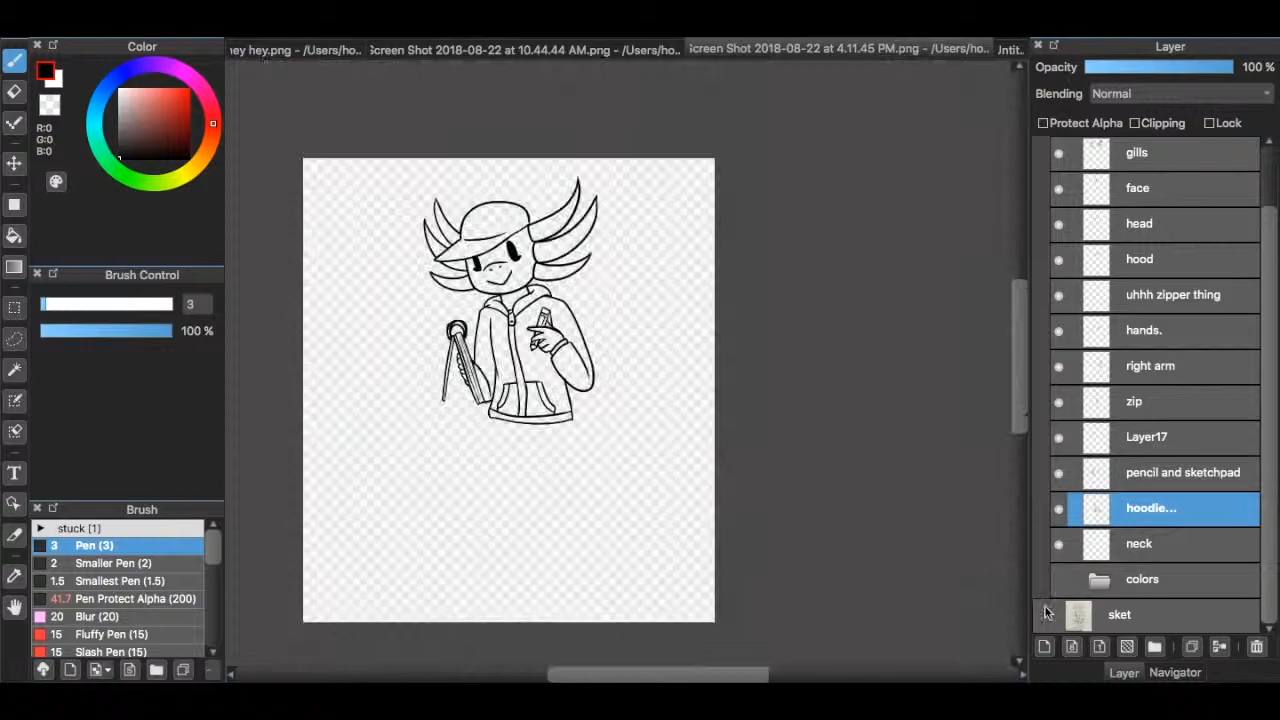 Color
ney hey.png - /Users/ho...
Screen Shot 2018-08-22 at 10.44.44 AM.png - /Users/ho...
Screen Shot 2018-08-22 at 4.11.45 PM.png - /Users/ho...
Untit...
Layer
Opacity 100 %
Blending Normal
Protect Alpha Clipping Lock
R:0
G:0
B:0
gills
face
head
hood
uhhh zipper thing
hands.
right arm
zip
Layer17
pencil and sketchpad
hoodie...
neck
colors
sket
Brush Control
3
100 %
Brush
stuck [1]
3 Pen (3)
2 Smaller Pen (2)
1.5 Smallest Pen (1.5)
41.7 Pen Protect Alpha (200)
20 Blur (20)
15 Fluffy Pen (15)
15 Slash Pen (15)
T
Layer Navigator